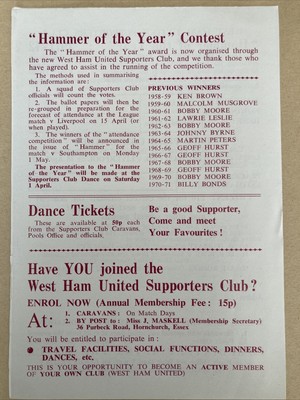 "Hammer of the Year" Contest
The "Hammer of the Year" award is now organised through
the new West Ham United Supporters Club, and we thank those who
have agreed to assist in the running of the competition.
The methods used in summarising
the information are:
1. A squad of Supporters Club
officials will count the votes.
2. The ballot papers will then be
re-grouped in preparation for the
forecast of attendance at the League
match v Liverpool on 15 April (or
when played).
3. The winners of the "attendance
competition" will be announced in
the issue of "Hammer" for the
match v Southampton on Monday
1 May.
The presentation to the "Hammer
of the Year" will be made at the
Supporters Club Dance on Saturday
1 April.
PREVIOUS WINNERS
1958-59 KEN BROWN
1959-60 MALCOLM MUSGROVE
1960-61 BOBBY MOORE
1961-62 LAWRIE LESLIE
1962-63 BOBBY MOORE
1963-64 JOHNNY BYRNE
1964-65 MARTIN PETERS
1965-66 GEOFF HURST
1966-67 GEOFF HURST
1967-68 BOBBY MOORE
1968-69 GEOFF HURST
1969-70 BOBBY MOORE
1970-71 BILLY BONDS
Dance Tickets
These are available at 50p each
from the Supporters Club Caravans,
Pools Office and officials.
Be a good Supporter,
Come and meet
Your Favourites!
Have YOU joined the
West Ham United Supporters Club?
ENROL NOW (Annual Membership Fee: 15p)
At:
1. CARAVANS: On Match Days
2. BY POST to: Miss J. MASKELL (Membership Secretary)
36 Purbeck Road, Hornchurch, Essex
You will be entitled to participate in:
TRAVEL FACILITIES, SOCIAL FUNCTIONS, DINNERS,
DANCES, etc.
THIS IS YOUR OPPORTUNITY TO BECOME AN ACTIVE MEMBER
OF YOUR OWN CLUB (WEST HAM UNITED)